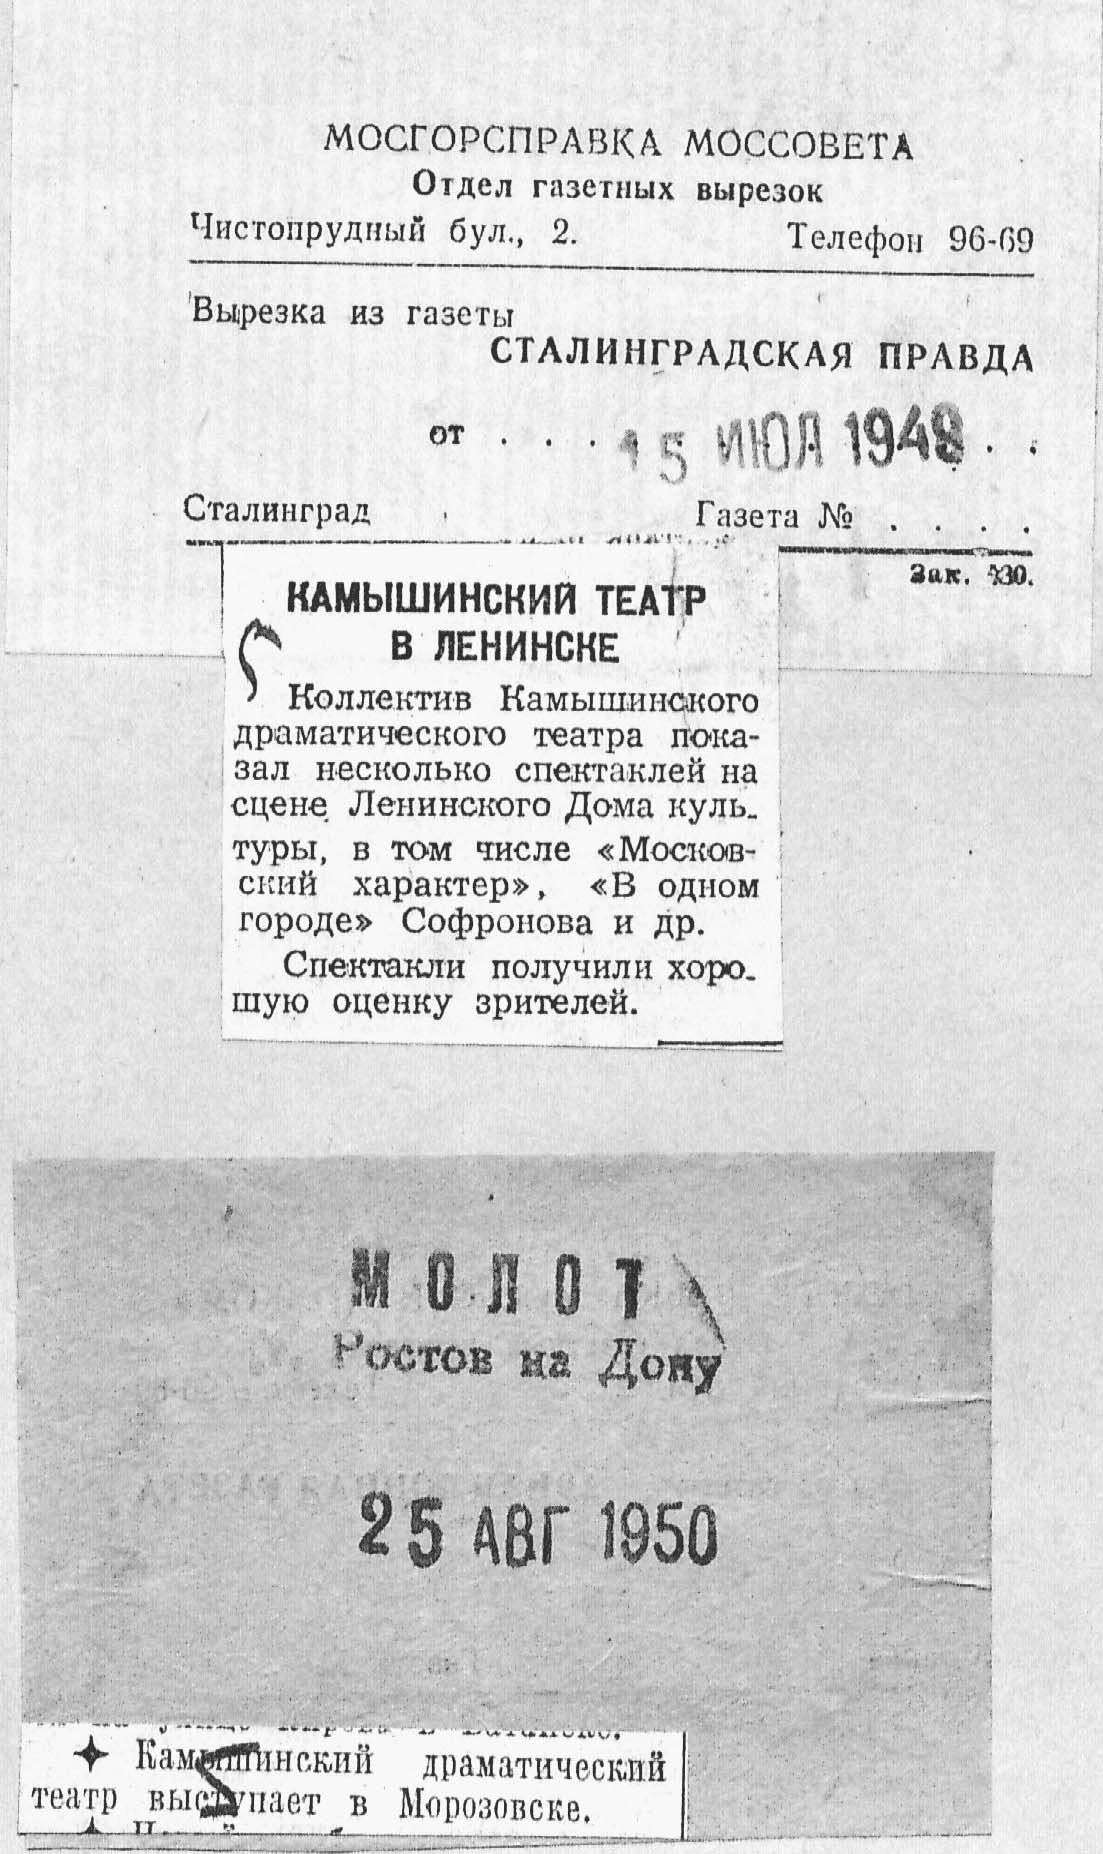 МОСГОРСПРАВКА МОССОВЕТА
Отдел газетных вырезок
Чистопрудный бул., 2. Телефон 96-69
Вырезка из газеты
СТАЛИНГРАДСКАЯ ПРАВДА
от . . . 15 ИЮЛ 1949 . .
Сталинград Газета № . . . .
Зак.
КАМЫШИНСКИЙ ТЕАТР
В ЛЕНИНСКЕ
Коллектив Камышинского
драматического театра пока-
зал несколько спектаклей на
сцене Ленинского Дома куль-
туры, в том числе «Москов-
ский характер», «В одном
городе» Софронова и др.
Спектакли получили хоро-
шую оценку зрителей.
МОЛОТ
Ростов на Дону
25 АВГ 1950
Камышинский драматический
театр выступает в Морозовске.